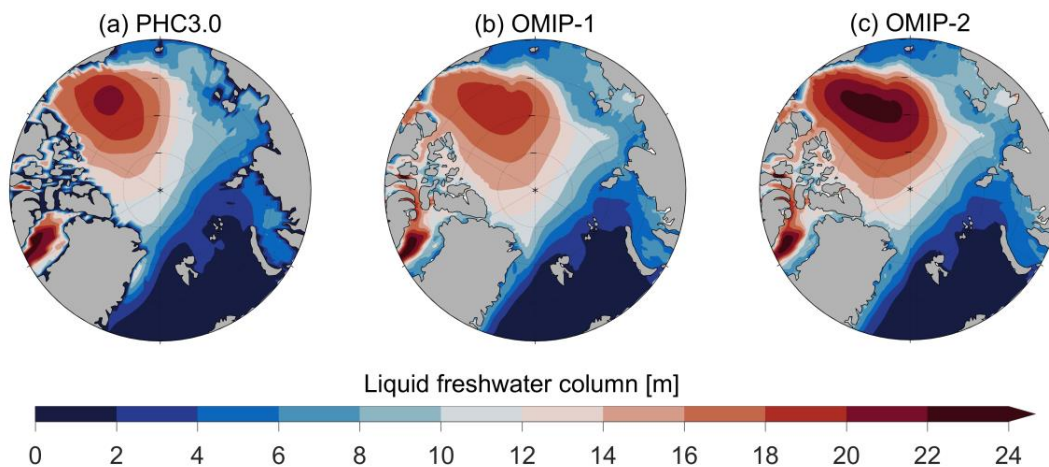 (a) PHC3.0 (b) OMIP-1 (c) OMIP-2
Liquid freshwater column [m]
0 2 4 6 8 10 12 14 16 18 20 22 24